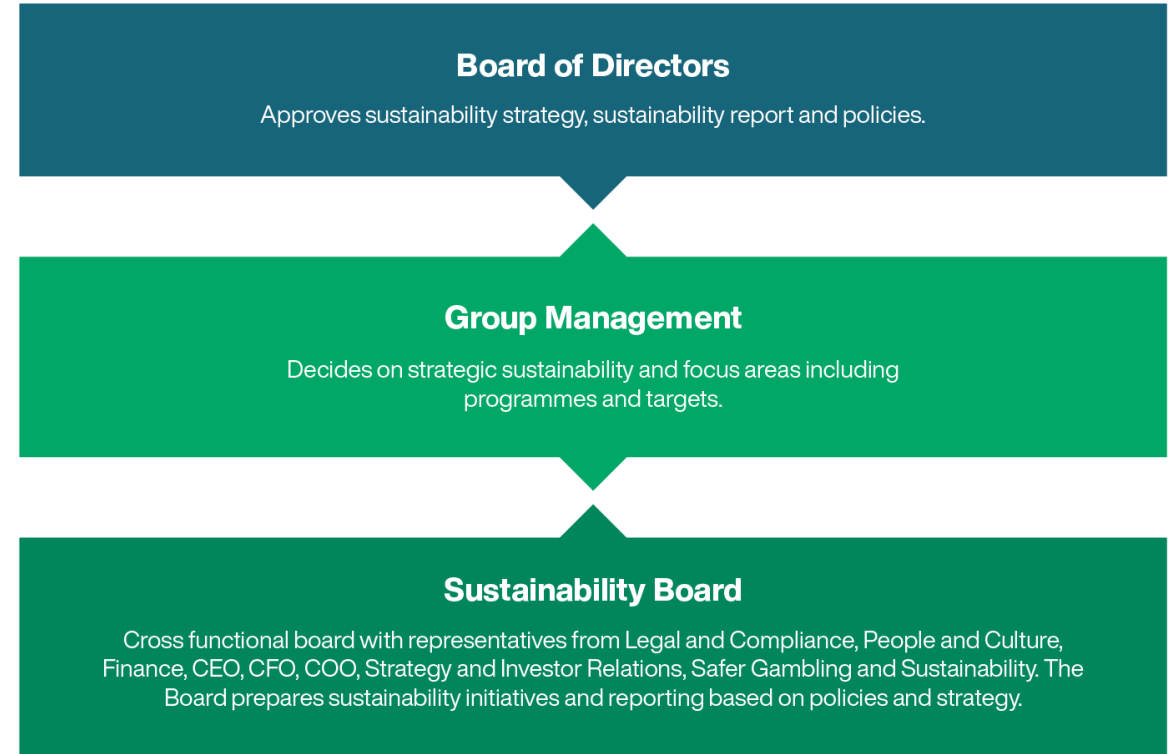 Board of Directors
Approves sustainability strategy, sustainability report and policies.
Group Management
Decides on strategic sustainability and focus areas including
programmes and targets.
Sustainability Board
Cross functional board with representatives from Legal and Compliance, People and Culture,
Finance, CEO, CFO, COO, Strategy and Investor Relations, Safer Gambling and Sustainability. The
Board prepares sustainability initiatives and reporting based on policies and strategy.